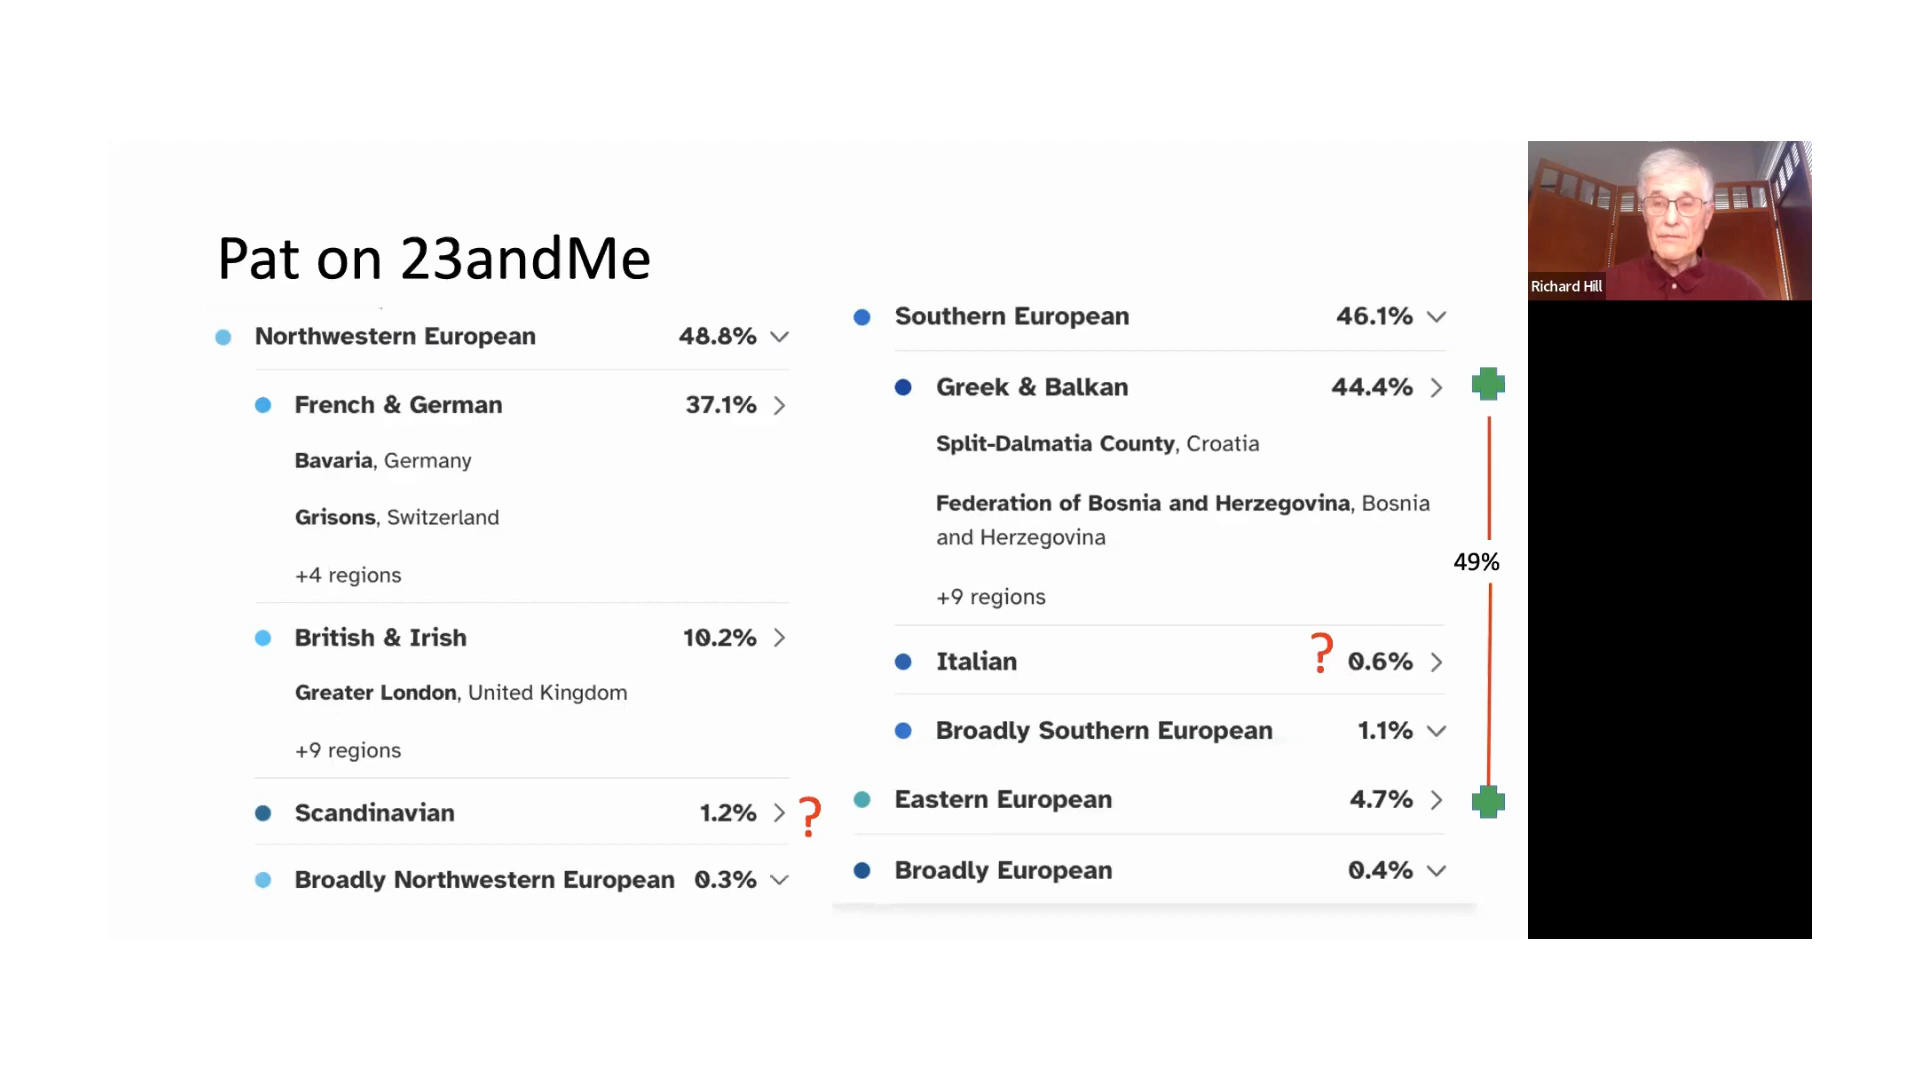 Pat on 23andMe
Northwestern European 48.8%
French & German 37.1%
Bavaria, Germany
Grisons, Switzerland
+4 regions
British & Irish 10.2%
Greater London, United Kingdom
+9 regions
Scandinavian 1.2% ?
Broadly Northwestern European 0.3%
Southern European 46.1%
Greek & Balkan 44.4%
Split-Dalmatia County, Croatia
Federation of Bosnia and Herzegovina, Bosnia
and Herzegovina
+9 regions
Italian ? 0.6%
Broadly Southern European 1.1%
Eastern European 4.7%
Broadly European 0.4%
49%
Richard Hill